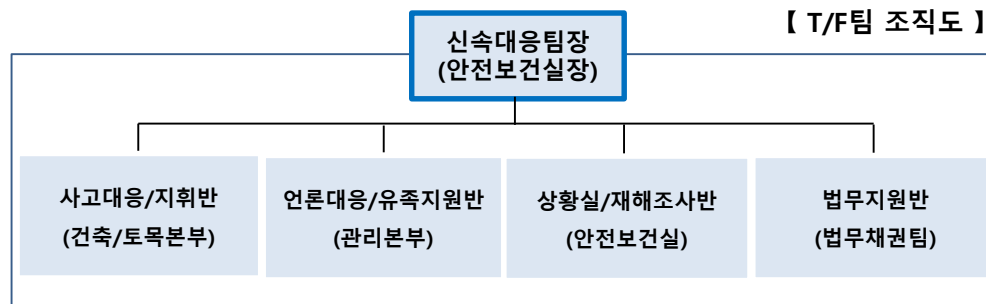 【 T/F팀 조직도 】
신속대응팀장
(안전보건실장)
사고대응/지휘반
(건축/토목본부)
언론대응/유족지원반
(관리본부)
상황실/재해조사반
(안전보건실)
법무지원반
(법무채권팀)